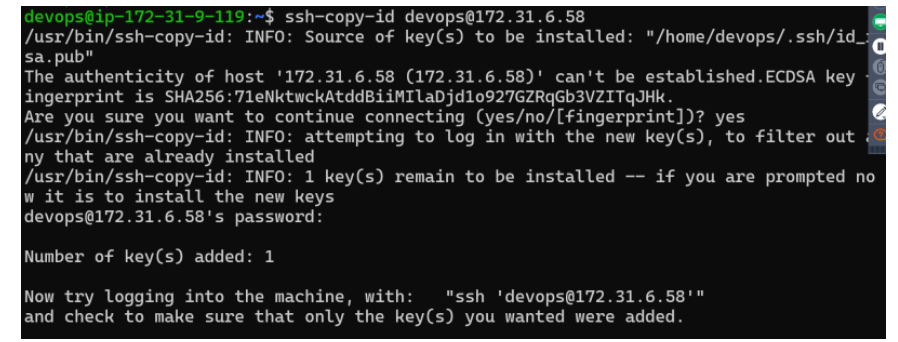 devops@ip-172-31-9-119:~$ ssh-copy-id devops@172.31.6.58
/usr/bin/ssh-copy-id: INFO: Source of key(s) to be installed: "/home/devops/.ssh/id_
sa.pub"
The authenticity of host '172.31.6.58 (172.31.6.58)' can't be established.ECDSA key
ingerprint is SHA256:71eNktwckAtddBiiMIlaDjd1o927GZRqGb3VZITqJHk.
Are you sure you want to continue connecting (yes/no/[fingerprint])? yes
/usr/bin/ssh-copy-id: INFO: attempting to log in with the new key(s), to filter out
ny that are already installed
/usr/bin/ssh-copy-id: INFO: 1 key(s) remain to be installed -- if you are prompted no
w it is to install the new keys
devops@172.31.6.58's password:
Number of key(s) added: 1
Now try logging into the machine, with:   "ssh 'devops@172.31.6.58'"
and check to make sure that only the key(s) you wanted were added.